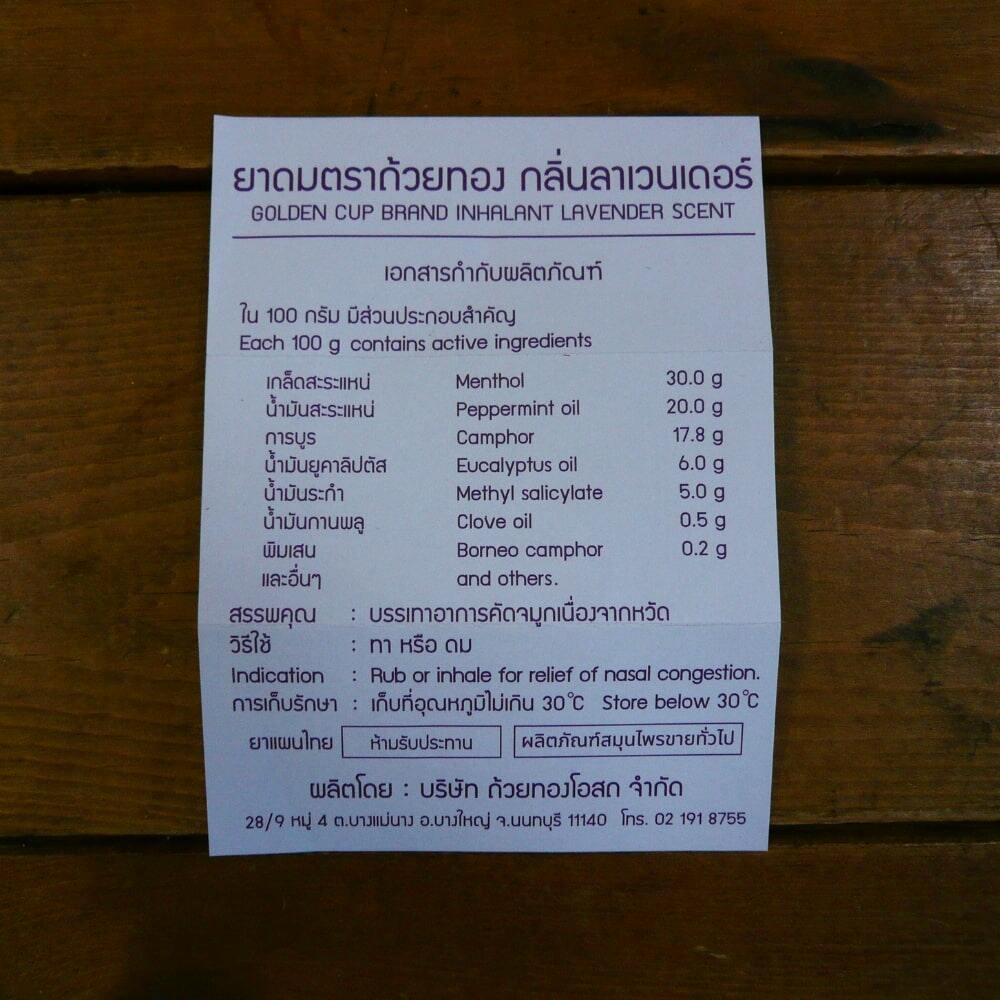 ยาดมตราถ้วยทอง กลิ่นลาเวนเดอร์
GOLDEN CUP BRAND INHALANT LAVENDER SCENT
เอกสารกำกับผลิตภัณฑ์
ใน 100 กรัม มีส่วนประกอบสำคัญ
Each 100 g contains active ingredients
เกล็ดสะระแหน่ Menthol 30.0 g
น้ำมันสะระแหน่ Peppermint oil 20.0 g
การบูร Camphor 17.8 g
น้ำมันยูคาลิปตัส Eucalyptus oil 6.0 g
น้ำมันระกำ Methyl salicylate 5.0 g
น้ำมันกานพลู Clove oil 0.5 g
พิมเสน Borneo camphor 0.2 g
และอื่นๆ and others.
สรรพคุณ : บรรเทาอาการคัดจมูกเนื่องจากหวัด
วิธีใช้ : ทา หรือ ดม
Indication : Rub or inhale for relief of nasal congestion.
การเก็บรักษา : เก็บที่อุณหภูมิไม่เกิน 30°C Store below 30°C
ยาแผนไทย ห้ามรับประทาน ผลิตภัณฑ์สมุนไพรขายทั่วไป
ผลิตโดย : บริษัท ถ้วยทองโอสถ จำกัด
28/9 หมู่ 4 ต.บางแม่นาง อ.บางใหญ่ จ.นนทบุรี 11140 โทร. 02 191 8755